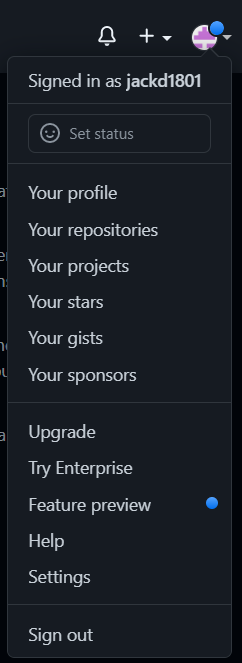 Signed in as jackd1801
Set status
Your profile
Your repositories
Your projects
Your stars
Your gists
Your sponsors
Upgrade
Try Enterprise
Feature preview
Help
Settings
Sign out